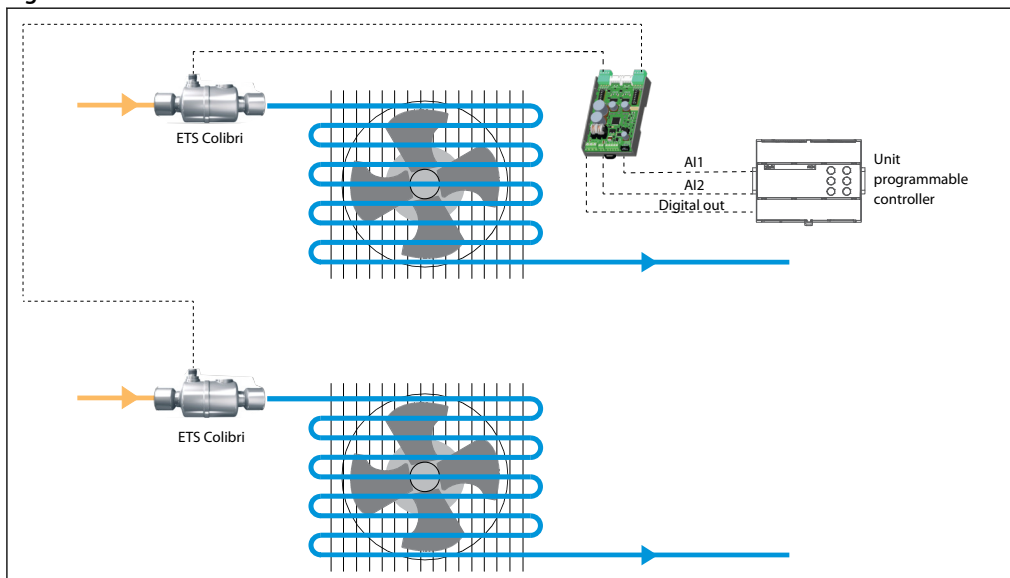 ETS Colibri
AI1
AI2
Digital out
Unit
programmable
controller
ETS Colibri